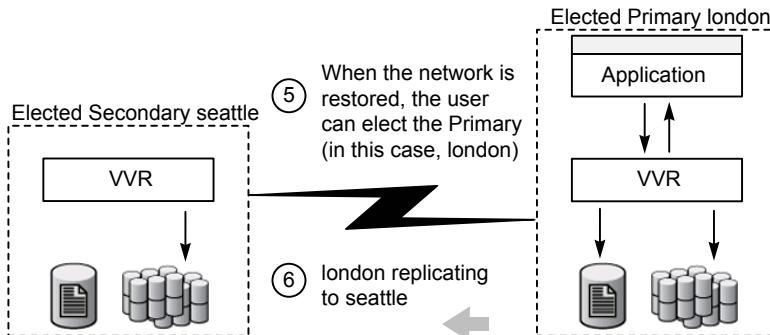 Elected Primary london
Application
5
When the network is
restored, the user
can elect the Primary
(in this case, london)
Elected Secondary seattle
VVR
VVR
6
london replicating
to seattle